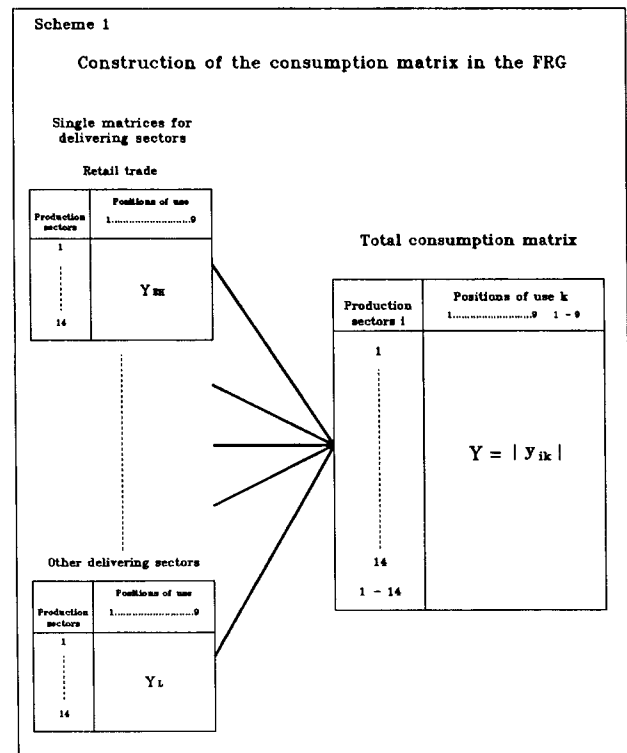 Scheme 1
Construction of the consumption matrix in the FRG
Single matrices for
delivering sectors
Retail trade
Production
sectors
Positions of use
1..........................9
1
14
Y EH
Other delivering sectors
Production
sectors
Positions of use
1..........................9
1
14
Y L
Total consumption matrix
Production
sectors i
Positions of use k
1..........................9 1 - 9
1
14
1 - 14
Y = | y ik |